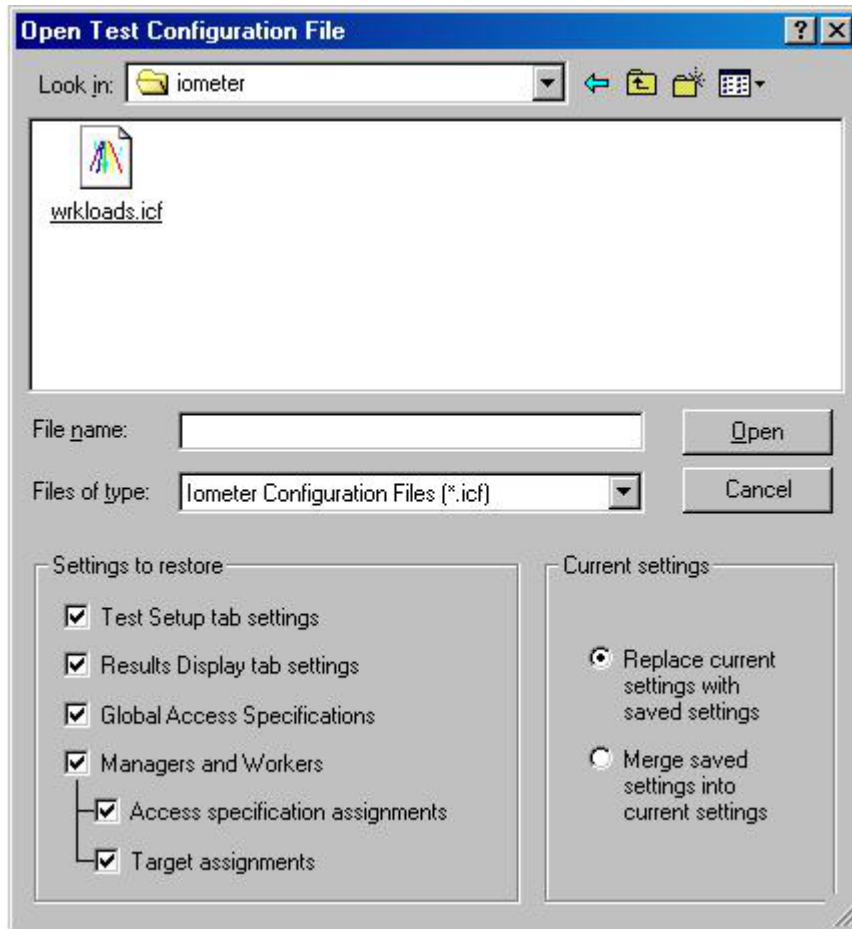 Open Test Configuration File
Look in:
iometer
wrkloads.icf
File name:
Open
Files of type:
Iometer Configuration Files (*.icf)
Cancel
Settings to restore
Test Setup tab settings
Results Display tab settings
Global Access Specifications
Managers and Workers
Access specification assignments
Target assignments
Current settings
Replace current
settings with
saved settings
Merge saved
settings into
current settings